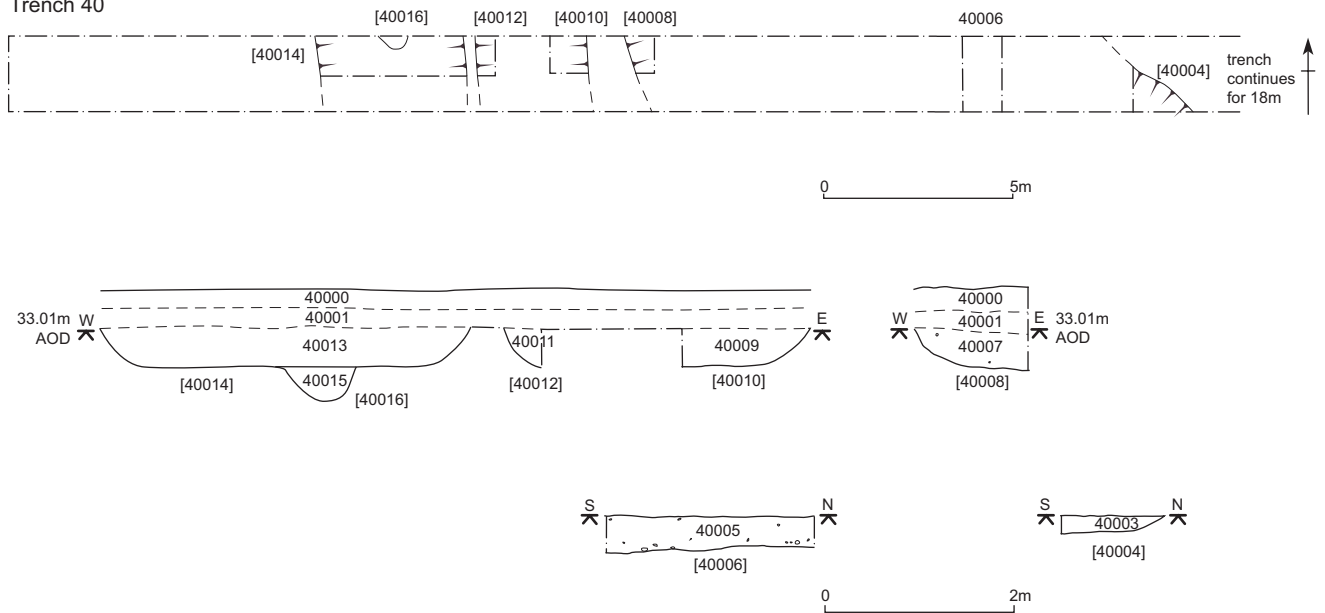 Trench 40
[40016]
[40012]
[40010]
[40008]
40006
[40014]
[40004]
trench
continues
for 18m
0 5m
40000
40001
33.01m
AOD
W
40013
40011
40009
E
[40014]
40015
[40016]
[40012]
[40010]
40000
40001
W
E
33.01m
AOD
40007
[40008]
S
N
40005
[40006]
S
N
40003
[40004]
0 2m